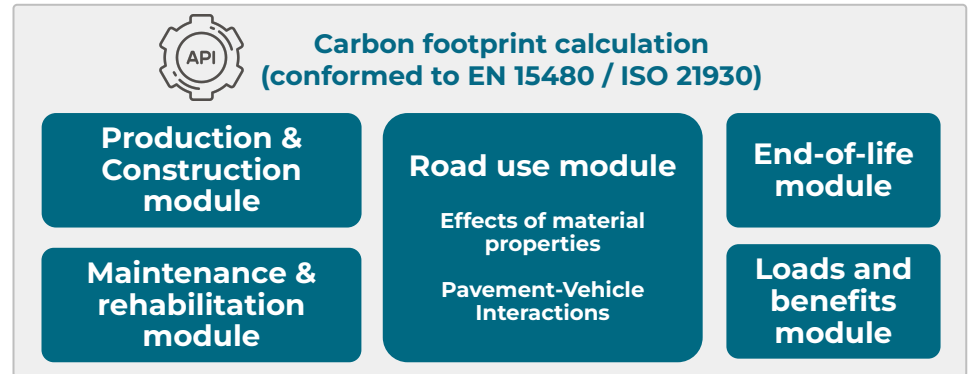 API
Carbon footprint calculation
(conformed to EN 15480 / ISO 21930)
Production &
Construction
module
Maintenance &
rehabilitation
module
Road use module
Effects of material
properties
Pavement-Vehicle
Interactions
End-of-life
module
Loads and
benefits
module